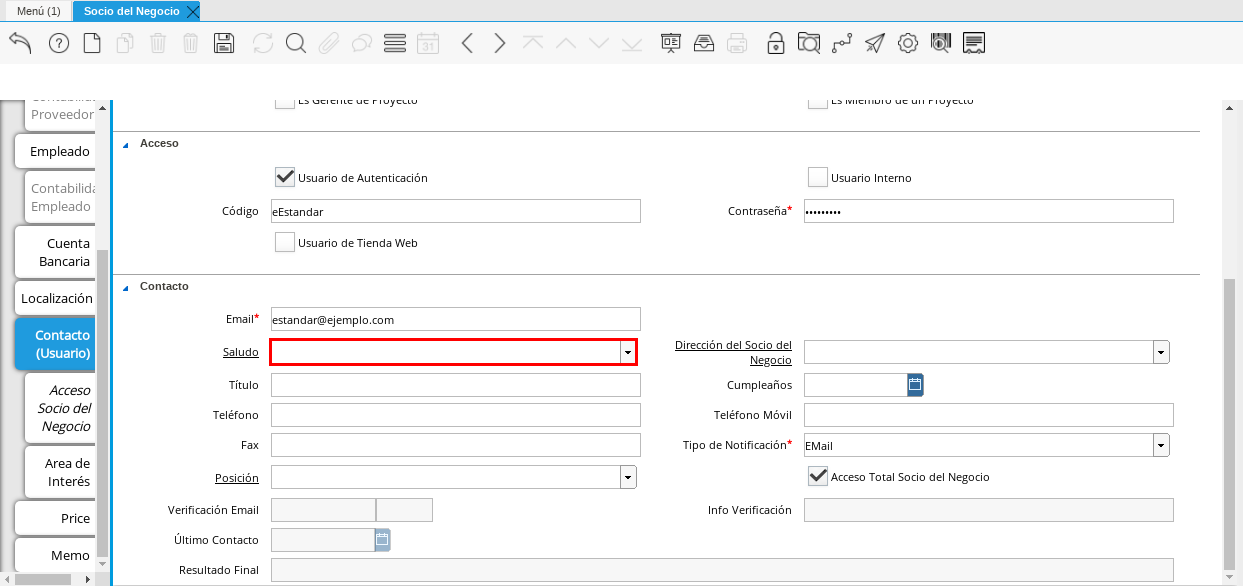 Menú (1)
Socio del Negocio
31
Proveedor
Empleado
Contabilida
Empleado
Cuenta
Bancaria
Localización
Contacto
(Usuario)
Acceso
Socio del
Negocio
Area de
Interés
Price
Memo
Es Gerente de Proyecto
Es Miembro de un Proyecto
Acceso
Usuario de Autenticación
Usuario Interno
Código
eEstandar
Contraseña*
•••••••••
Usuario de Tienda Web
Contacto
Email*
estandar@ejemplo.com
Saludo
Dirección del Socio del
Negocio
Título
Cumpleaños
Teléfono
Teléfono Móvil
Fax
Tipo de Notificación*
EMail
Posición
Acceso Total Socio del Negocio
Verificación Email
Info Verificación
Último Contacto
Resultado Final